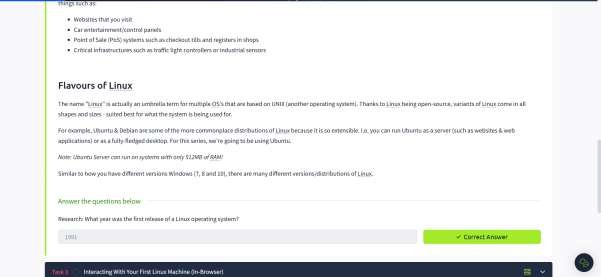 things such as:
Websites that you visit
Car entertainment/control panels
Point of Sale (PoS) systems such as checkout tills and registers in shops
Critical infrastructures such as traffic light controllers or industrial sensors
Flavours of Linux
The name "Linux" is actually an umbrella term for multiple OS's that are based on UNIX (another operating system). Thanks to Linux being open-source, variants of Linux come in all
shapes and sizes - suited best for what the system is being used for.
For example, Ubuntu & Debian are some of the more commonplace distributions of Linux because it is so extensible. I.e. you can run Ubuntu as a server (such as websites & web
applications) or as a fully-fledged desktop. For this series, we're going to be using Ubuntu.
Note: Ubuntu Server can run on systems with only 512MB of RAM!
Similar to how you have different versions Windows (7, 8 and 10), there are many different versions/distributions of Linux.
Answer the questions below
Research: What year was the first release of a Linux operating system?
1991
✓ Correct Answer
Task 3 Interacting With Your First Linux Machine (In-Browser)